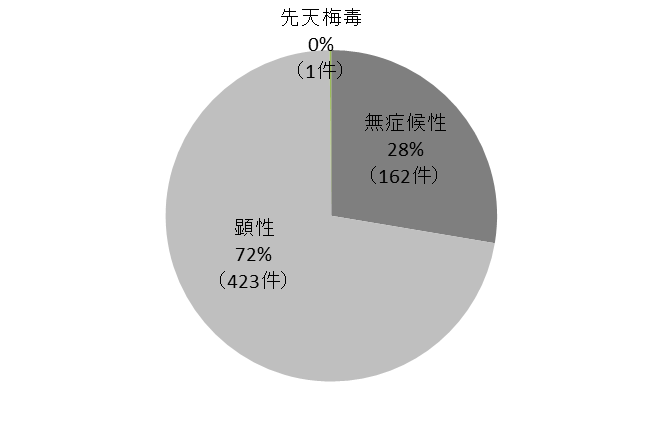 先天梅毒
0%
（1件）
無症候性
28%
（162件）
顕性
72%
（423件）